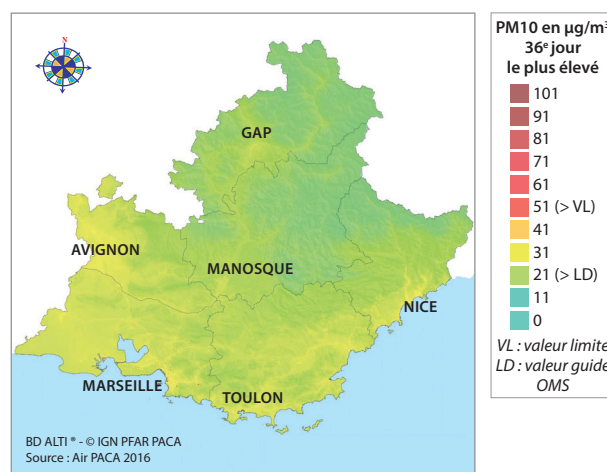 N
GAP
AVIGNON
MANOSQUE
NICE
MARSEILLE
TOULON
BD ALTI ® - © IGN PFAR PACA
Source : Air PACA 2016
PM10 en µg/m³
36e jour
le plus élevé
101
91
81
71
61
51 (> VL)
41
31
21 (> LD)
11
0
VL : valeur limite
LD : valeur guide
OMS